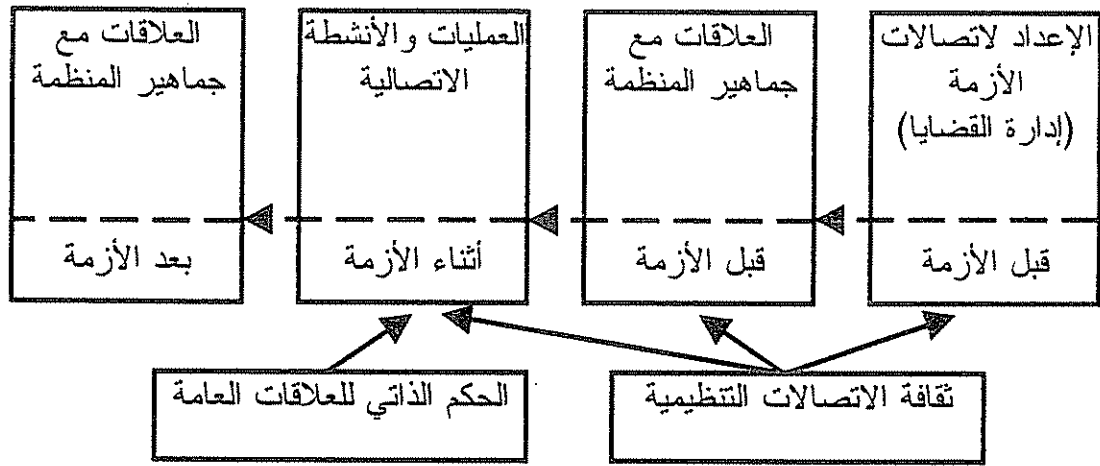 الإعداد لاتصالات
الأزمة
(إدارة القضايا)
قبل الأزمة
العلاقات مع
جماهير المنظمة
قبل الأزمة
العمليات والأنشطة
الاتصالية
أثناء الأزمة
العلاقات مع
جماهير المنظمة
بعد الأزمة
ثقافة الاتصالات التنظيمية
الحكم الذاتي للعلاقات العامة